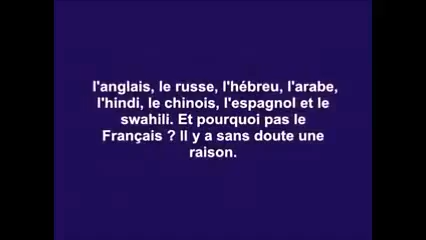 l'anglais, le russe, l'hébreu, l'arabe,
l'hindi, le chinois, l'espagnol et le
swahili. Et pourquoi pas le
Français ? Il y a sans doute une
raison.